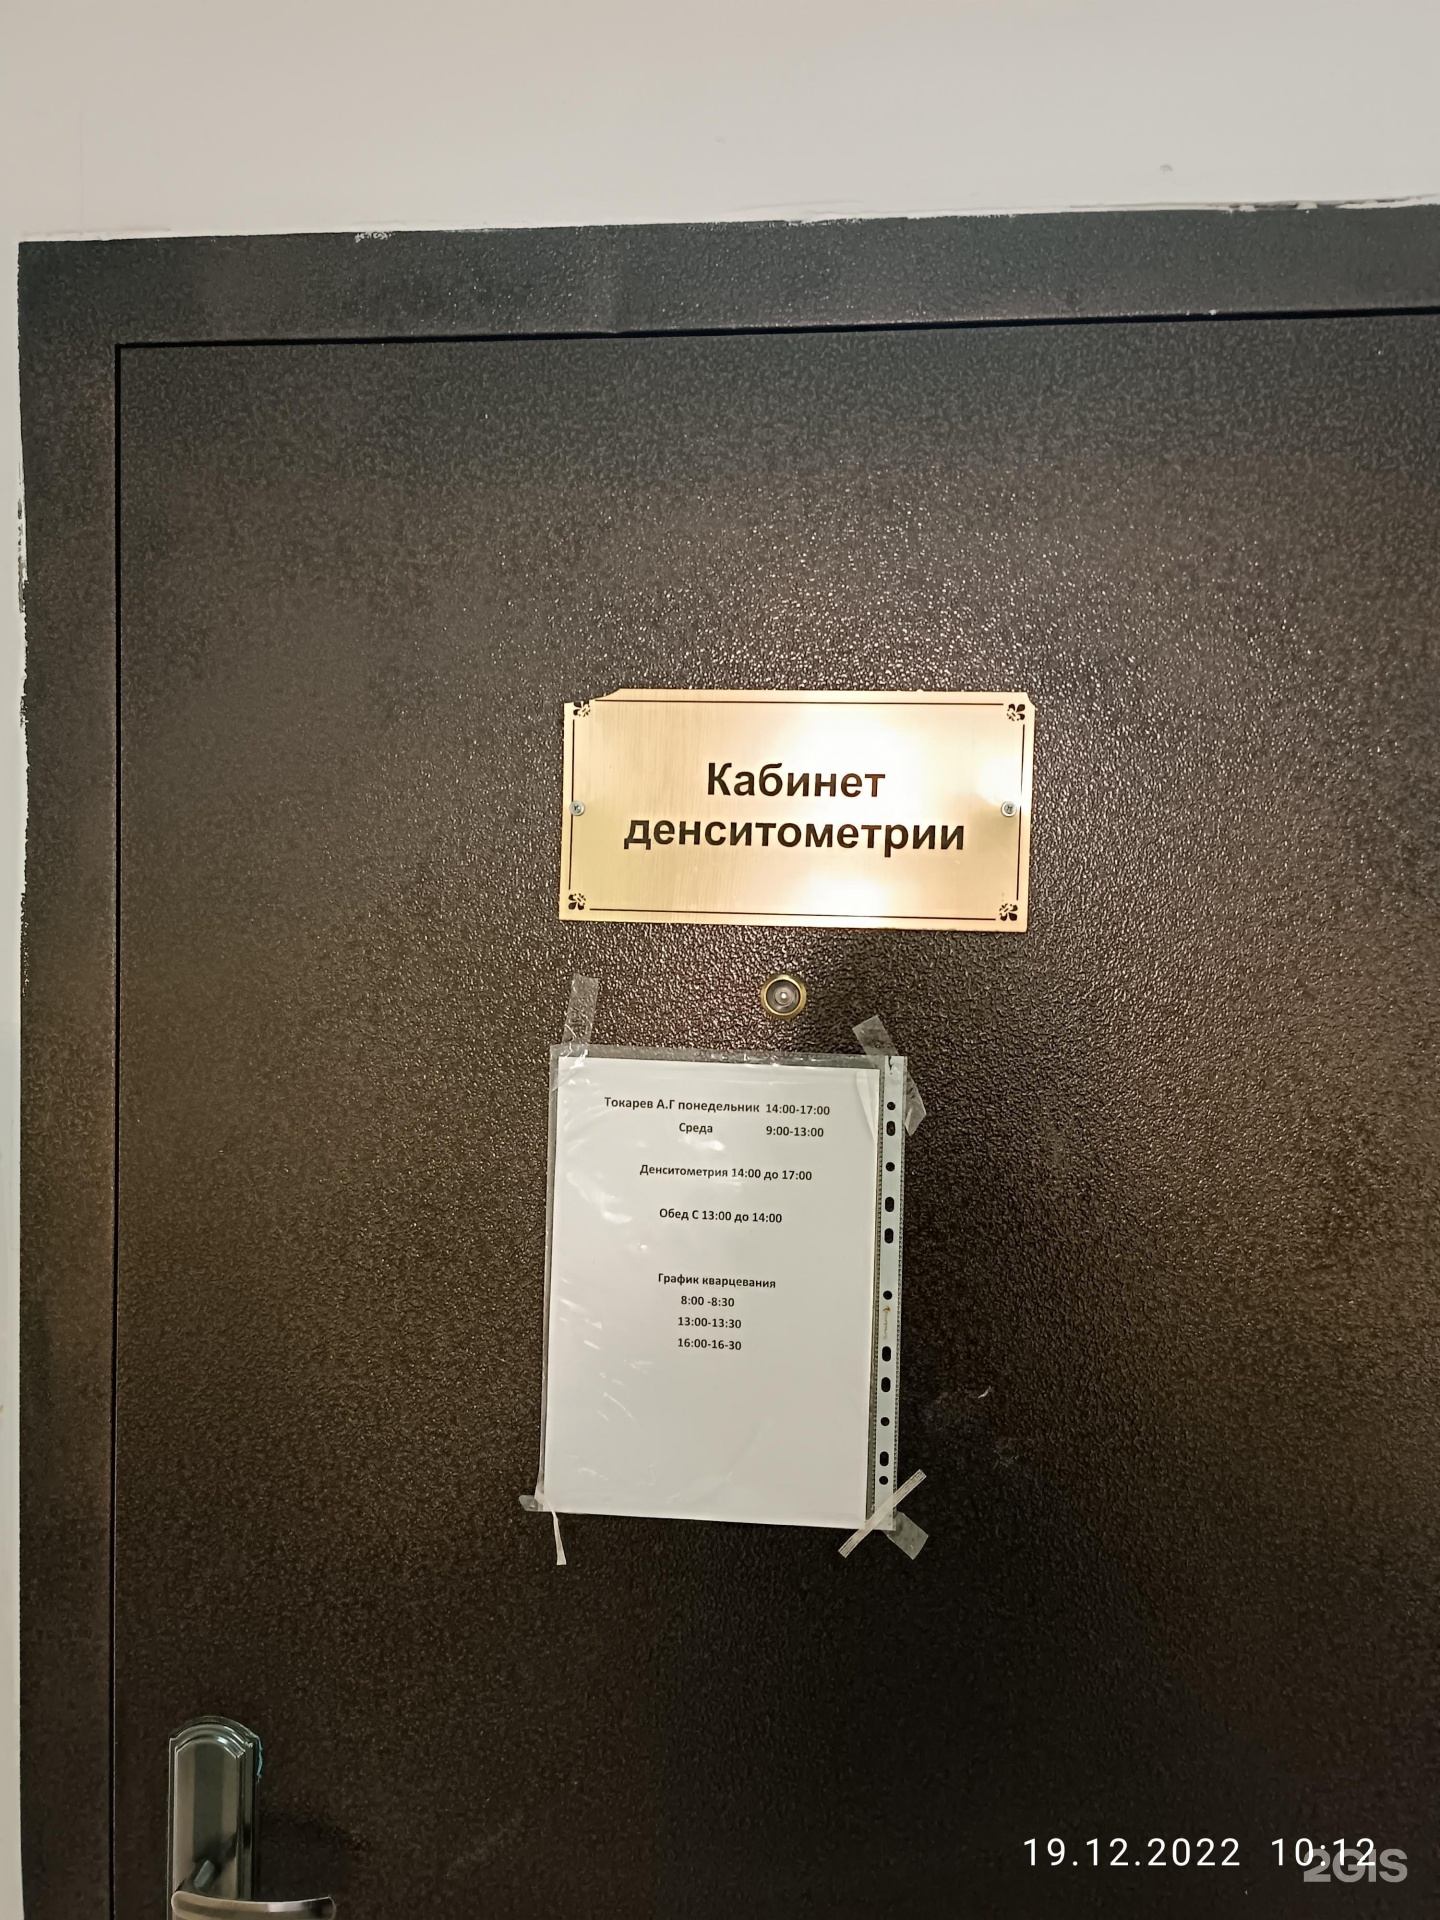 Кабинет
денситометрии
Токарев А.Г понедельник 14:00-17:00
Среда 9:00-13:00
Денситометрия 14:00 до 17:00
Обед С 13:00 до 14:00
График кварцевания
8:00 -8:30
13:00-13:30
16:00-16-30
19.12.2022 10:12
2GIS